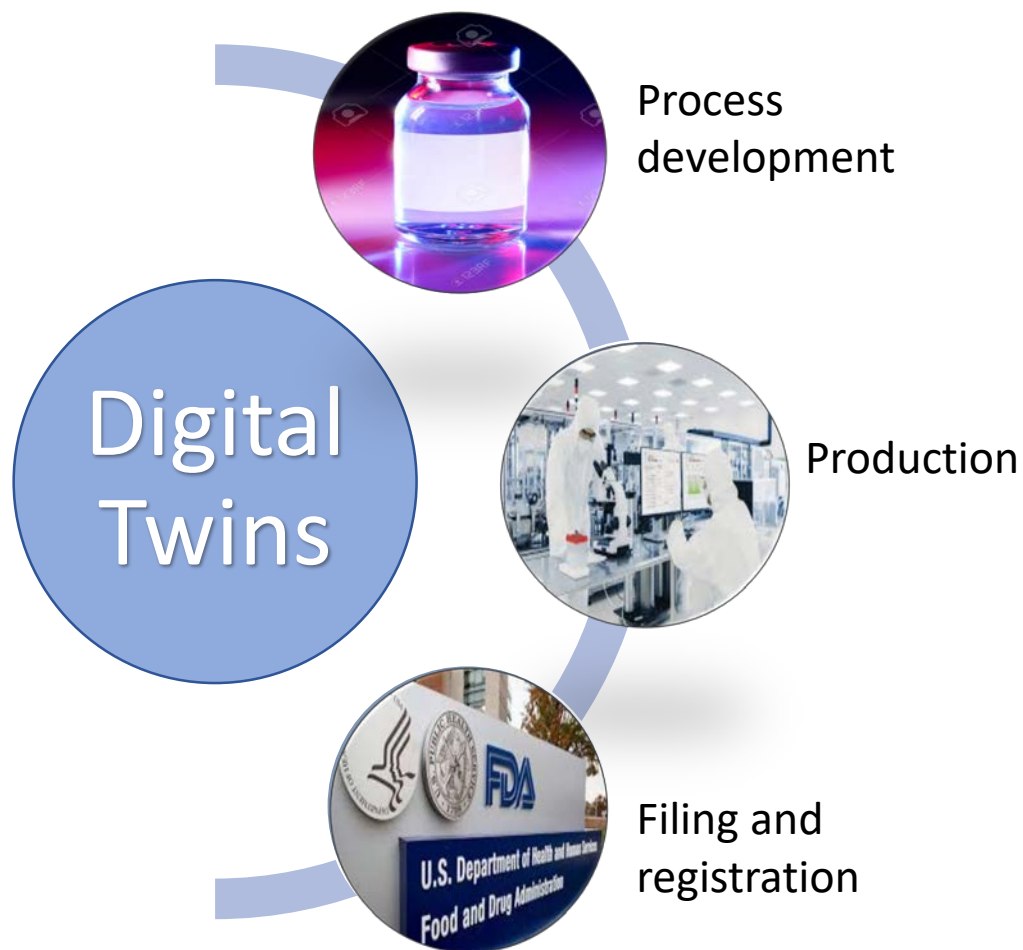 Process
development
Digital
Twins
Production
123RF
FDA
U.S. Department of Health and Human Services
Food and Drug Administration
Filing and
registration